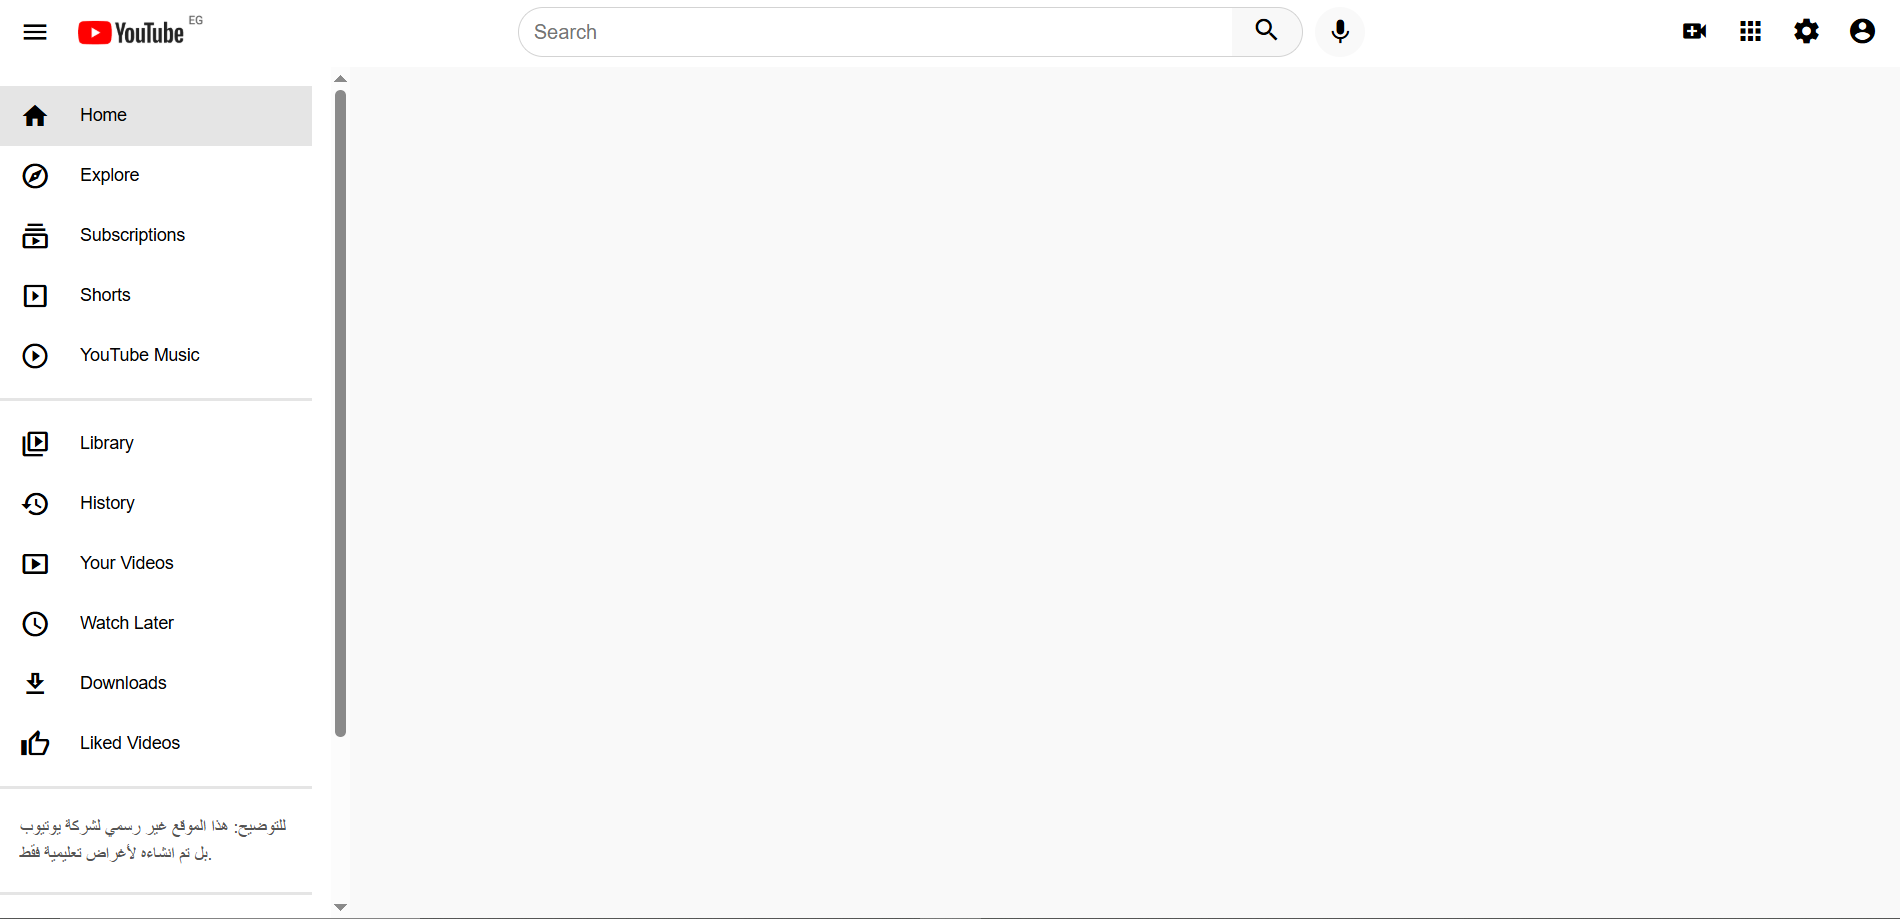 YouTube EG
Search
Home
Explore
Subscriptions
Shorts
YouTube Music
Library
History
Your Videos
Watch Later
Downloads
Liked Videos
للتوضيح: هذا الموقع غير رسمي لشركة يوتيوب
بل تم انشاءه لأغراض تعليمية فقط.